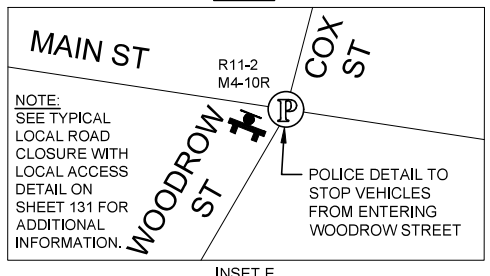 MAIN ST
COX
ST
R11-2
M4-10R
P
NOTE:
SEE TYPICAL
LOCAL ROAD
CLOSURE WITH
LOCAL ACCESS
DETAIL ON
SHEET 131 FOR
ADDITIONAL
INFORMATION.
WOODROW
ST
POLICE DETAIL TO
STOP VEHICLES
FROM ENTERING
WOODROW STREET